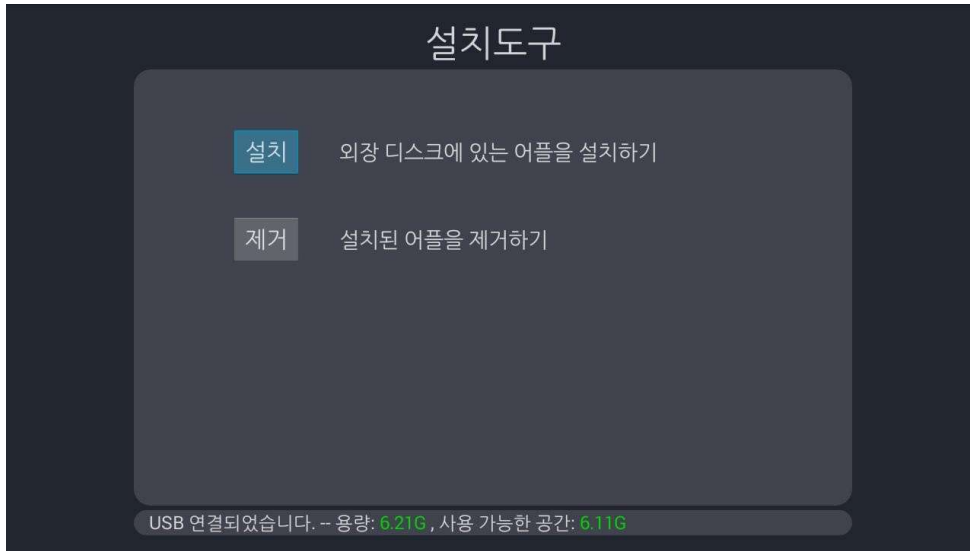 설치도구
설치 외장 디스크에 있는 어플을 설치하기
제거 설치된 어플을 제거하기
USB 연결되었습니다. -- 용량: 6.21G , 사용 가능한 공간: 6.11G